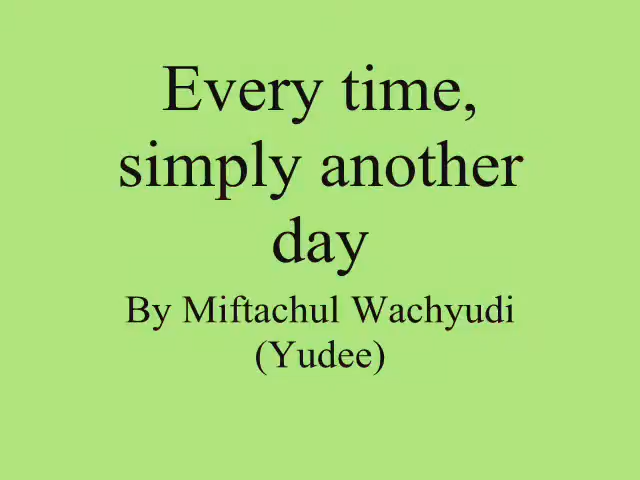 Every time,
simply another
day
By Miftachul Wachyudi
(Yudee)